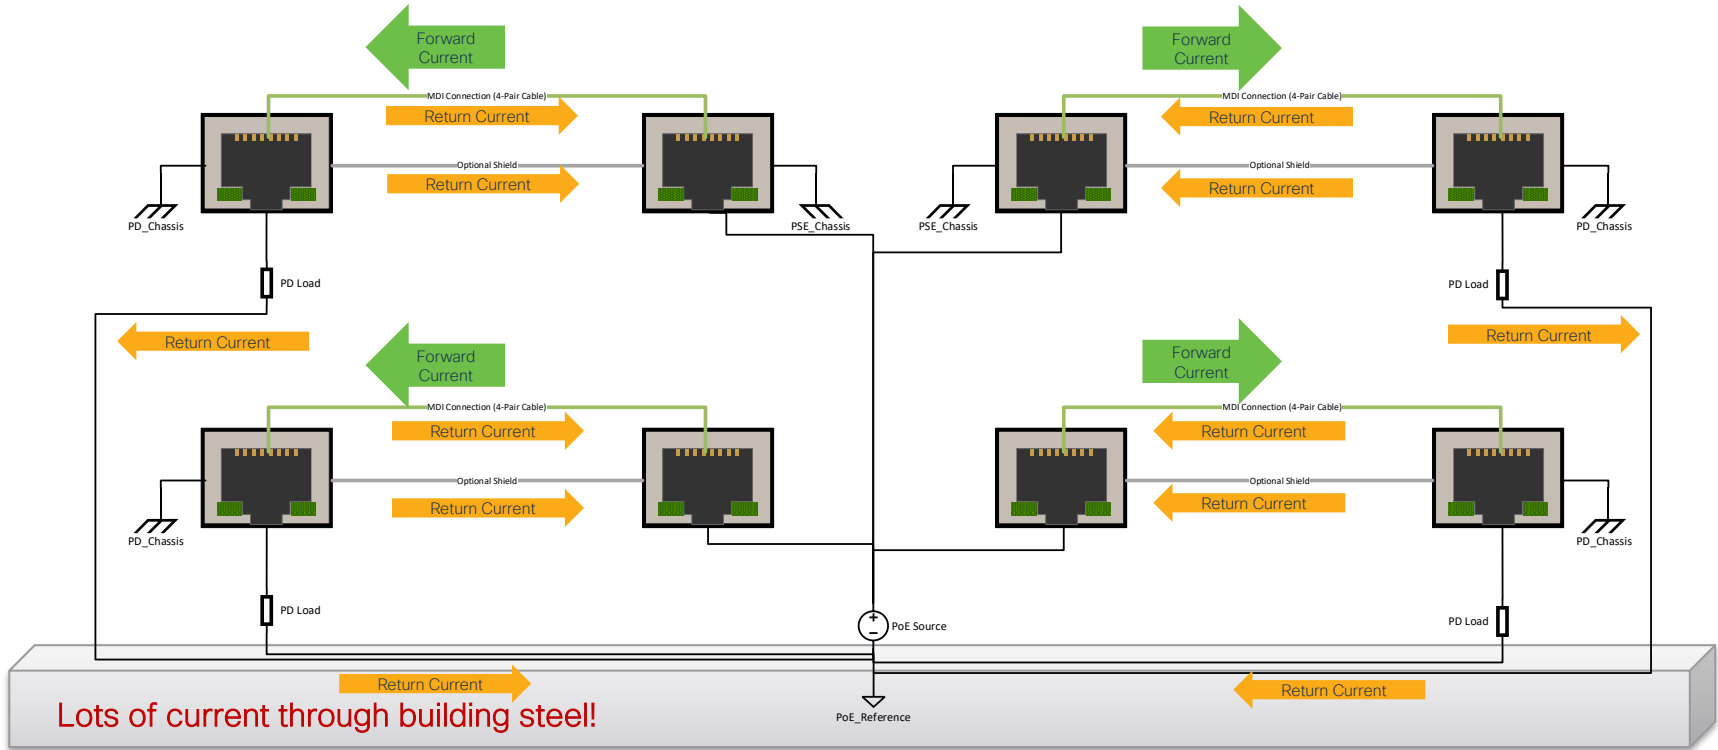 Forward
Current
Forward
Current
MDI Connection (4-Pair Cable)
MDI Connection (4-Pair Cable)
Return Current
Return Current
Optional Shield
Optional Shield
Return Current
Return Current
PD_Chassis
PSE_Chassis
PSE_Chassis
PD_Chassis
PD Load
PD Load
Return Current
Return Current
Forward
Current
Forward
Current
MDI Connection (4-Pair Cable)
MDI Connection (4-Pair Cable)
Return Current
Return Current
Optional Shield
Optional Shield
Return Current
Return Current
PD_Chassis
PD_Chassis
PD Load
PoE Source
PD Load
Return Current
Return Current
Lots of current through building steel!
PoE_Reference